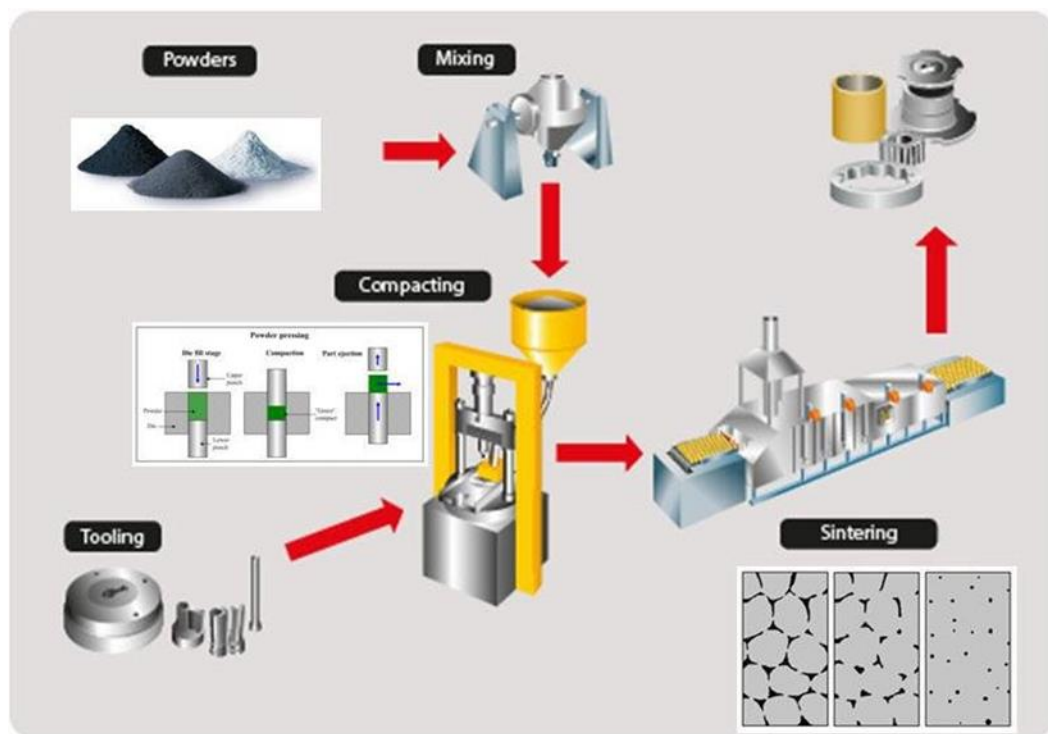 Powders
Mixing
Compacting
Powder pressing
Die fill stage
Compaction
Part ejection
Upper
punch
Powder
Die
"Green"
compact
Lower
punch
Tooling
Sintering